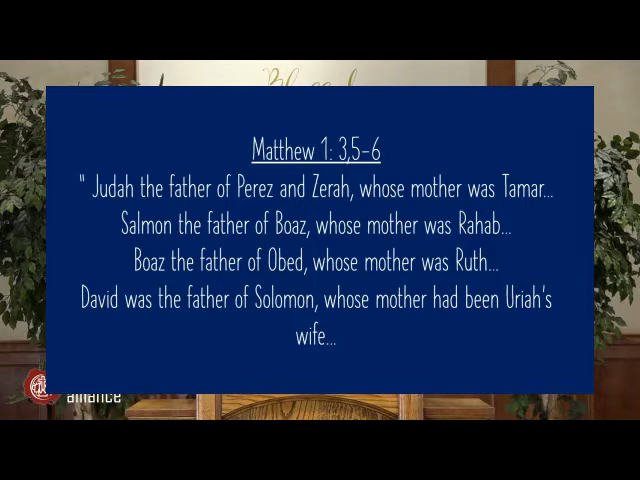 Blessed
Matthew 1: 3,5-6
" Judah the father of Perez and Zerah, whose mother was Tamar...
Salmon the father of Boaz, whose mother was Rahab...
Boaz the father of Obed, whose mother was Ruth...
David was the father of Solomon, whose mother had been Uriah's
wife...
alliance